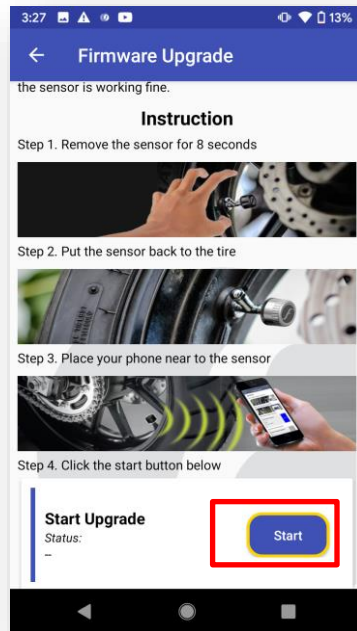 3:27
13%
Firmware Upgrade
the sensor is working fine.
Instruction
Step 1. Remove the sensor for 8 seconds
Step 2. Put the sensor back to the tire
Step 3. Place your phone near to the sensor
Step 4. Click the start button below
Start Upgrade
Status:
--
Start